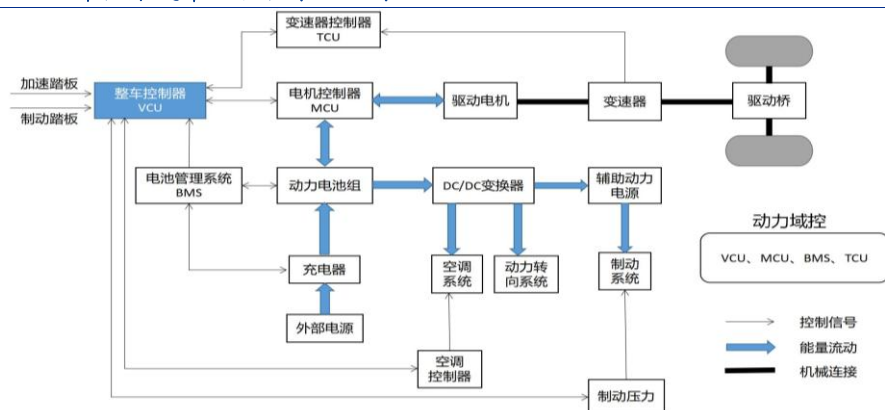 变速器控制器
TCU
加速踏板
制动踏板
整车控制器
VCU
电机控制器
MCU
驱动电机
变速器
驱动桥
电池管理系统
BMS
动力电池组
DC/DC变换器
辅助动力
电源
动力域控
VCU、MCU、BMS、TCU
充电器
空调
系统
动力转
向系统
制动
系统
外部电源
控制信号
能量流动
空调
控制器
机械连接
制动压力